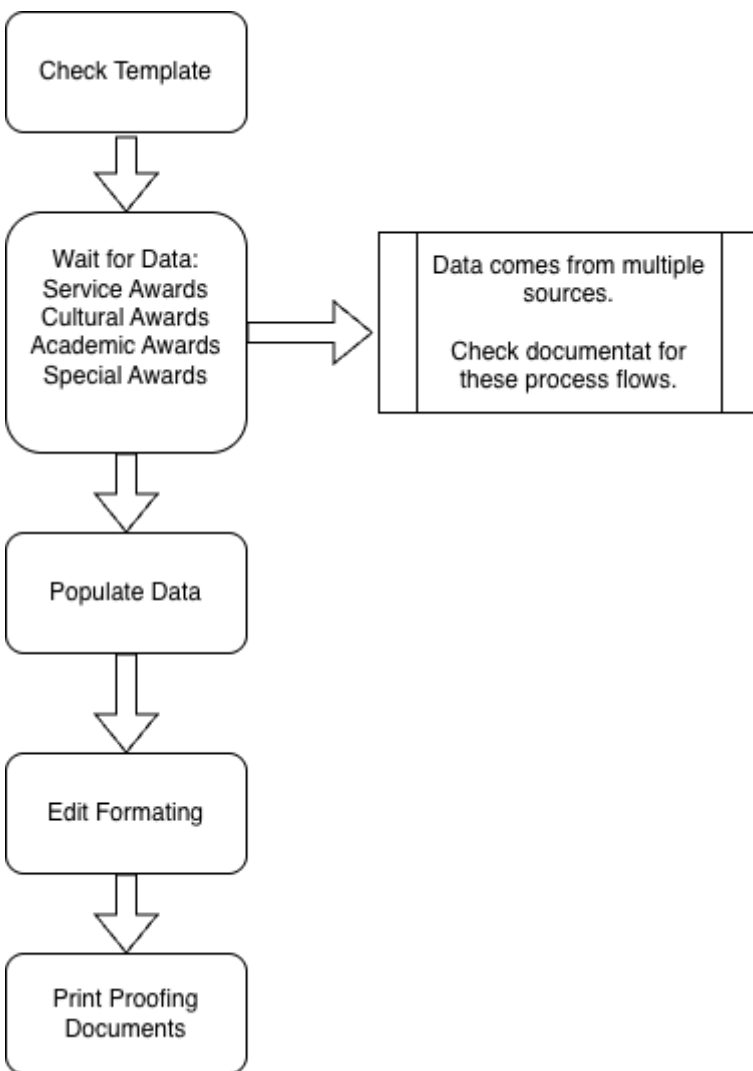 Check Template
Wait for Data:
Service Awards
Cultural Awards
Academic Awards
Special Awards
Data comes from multiple
sources.
Check documentat for
these process flows.
Populate Data
Edit Formating
Print Proofing
Documents